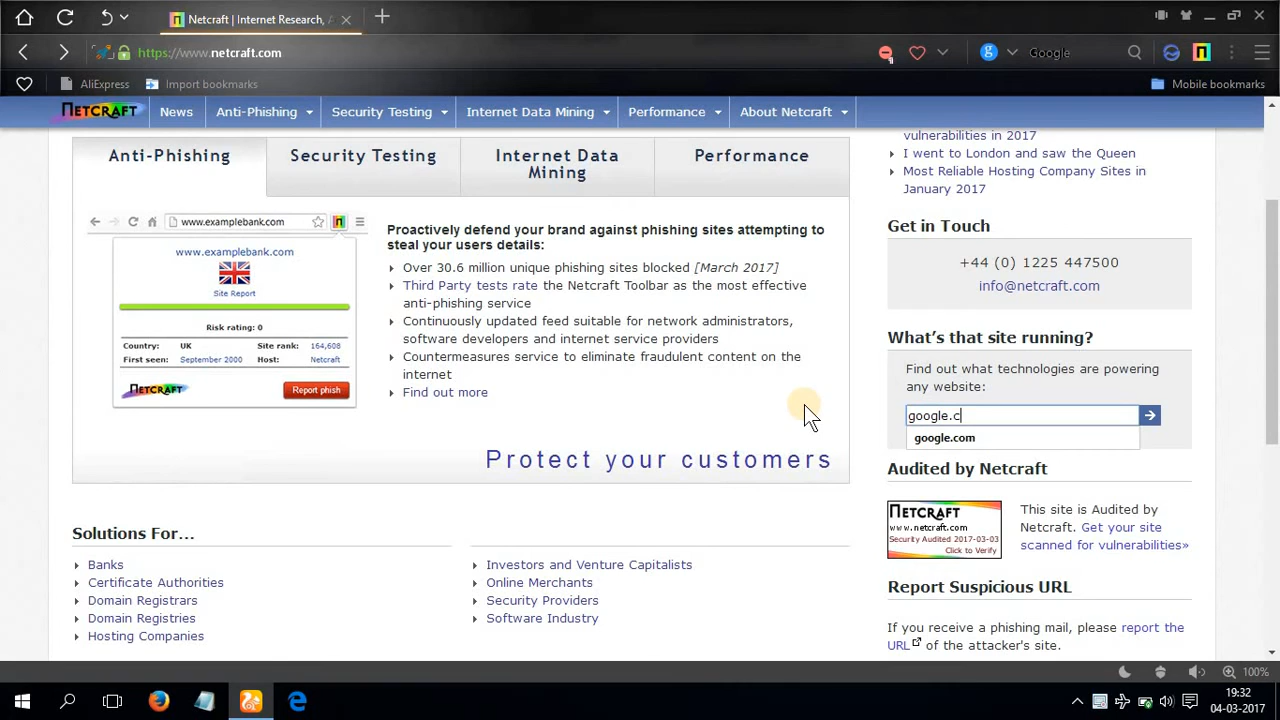 Netcraft | Internet Research, A
https://www.netcraft.com
Google
AliExpress
Import bookmarks
Mobile bookmarks
NETCRAFT
News
Anti-Phishing
Security Testing
Internet Data Mining
Performance
About Netcraft
vulnerabilities in 2017
I went to London and saw the Queen
Most Reliable Hosting Company Sites in
January 2017
Anti-Phishing
Security Testing
Internet Data
Mining
Performance
www.examplebank.com
www.examplebank.com
Site Report
Risk rating: 0
Country: UK Site rank: 164,608
First seen: September 2000 Host: Netcraft
NETCRAFT
Report phish
Proactively defend your brand against phishing sites attempting to
steal your users details:
Over 30.6 million unique phishing sites blocked [March 2017]
Third Party tests rate the Netcraft Toolbar as the most effective
anti-phishing service
Continuously updated feed suitable for network administrators,
software developers and internet service providers
Countermeasures service to eliminate fraudulent content on the
internet
Find out more
Protect your customers
Get in Touch
+44 (0) 1225 447500
info@netcraft.com
What's that site running?
Find out what technologies are powering
any website:
google.c
google.com
Audited by Netcraft
NETCRAFT
www.netcraft.com
Security Audited 2017-03-03
Click to Verify
This site is Audited by
Netcraft. Get your site
scanned for vulnerabilities»
Report Suspicious URL
If you receive a phishing mail, please report the
URL of the attacker's site.
Solutions For...
Banks
Certificate Authorities
Domain Registrars
Domain Registries
Hosting Companies
Investors and Venture Capitalists
Online Merchants
Security Providers
Software Industry
100%
19:32
04-03-2017